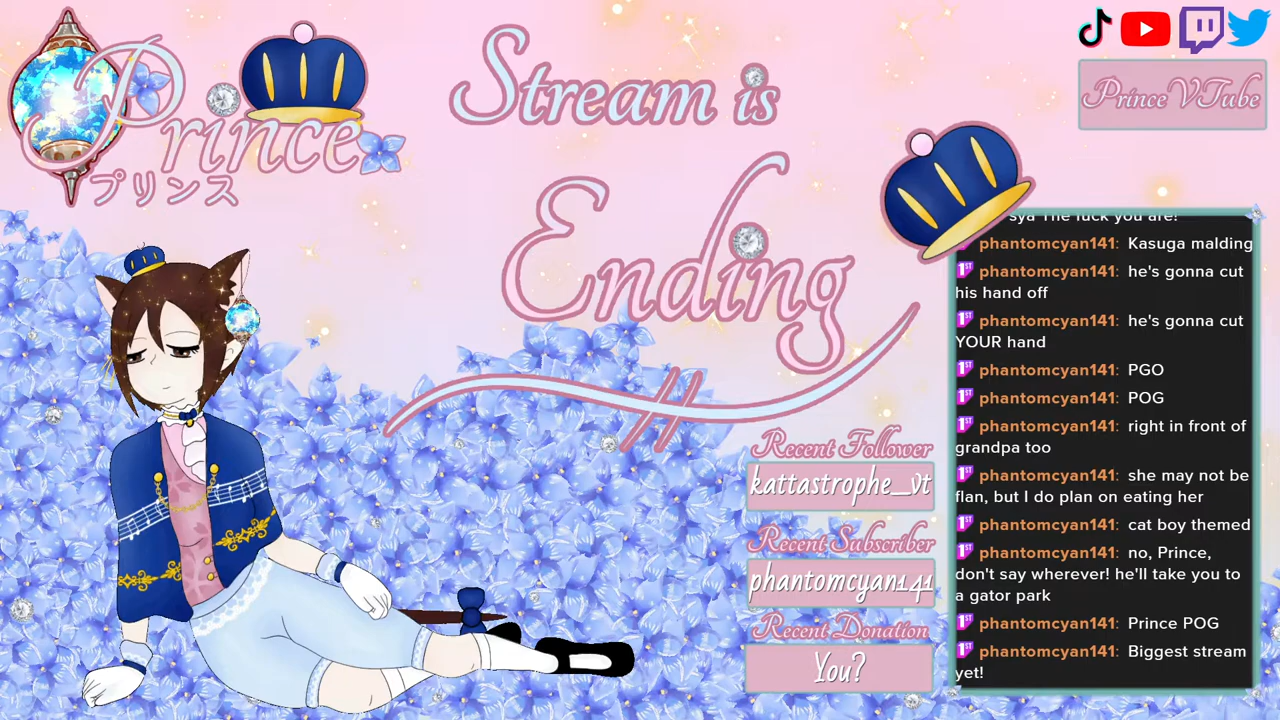 Prince
プリンス
Stream is
Ending
PrinceVTube
sya The fuck you are!
phantomcyan141: Kasuga malding
phantomcyan141: he's gonna cut
his hand off
phantomcyan141: he's gonna cut
YOUR hand
phantomcyan141: PGO
phantomcyan141: POG
phantomcyan141: right in front of
grandpa too
phantomcyan141: she may not be
flan, but I do plan on eating her
phantomcyan141: cat boy themed
phantomcyan141: no, Prince,
don't say wherever! he'll take you to
a gator park
phantomcyan141: Prince POG
phantomcyan141: Biggest stream
yet!
Recent Follower
kattastrophe_vt
Recent Subscriber
phantomcyan141
Recent Donation
You?